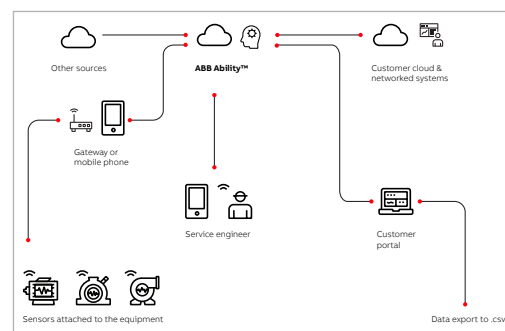 Other sources
ABB Ability™
Customer cloud &
networked systems
Gateway or
mobile phone
Service engineer
Customer
portal
Sensors attached to the equipment
Data export to .csv